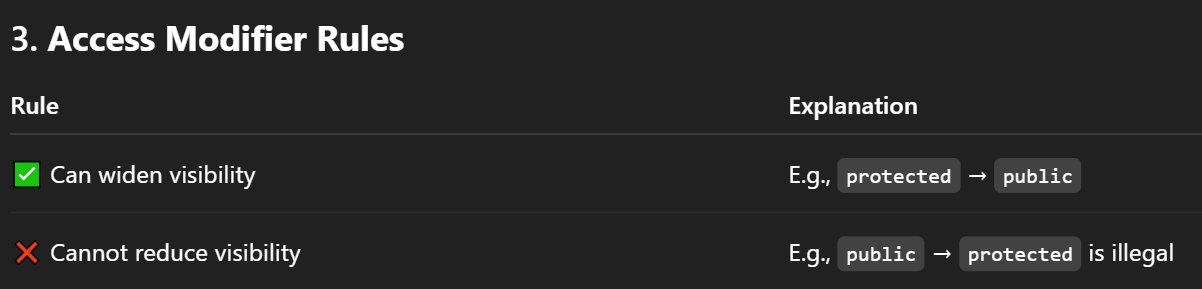 3. Access Modifier Rules
Rule Explanation
✅ Can widen visibility E.g., protected → public
❌ Cannot reduce visibility E.g., public → protected is illegal